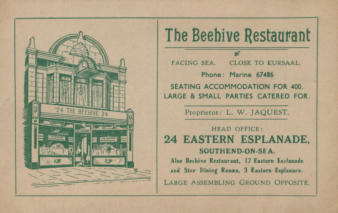 24 THE BEEHIVE 24
The Beehive Restaurant
FACING SEA. CLOSE TO KURSAAL.
Phone: Marine 67486
SEATING ACCOMMODATION FOR 400.
LARGE & SMALL PARTIES CATERED FOR.
Proprietor: L. W. JAQUEST.
HEAD OFFICE:
24 EASTERN ESPLANADE,
SOUTHEND-ON-SEA.
Also Beehive Restaurant, 17 Eastern Esplanade
and Star Dining Rooms, 3 Eastern Esplanade.
LARGE ASSEMBLING GROUND OPPOSITE.